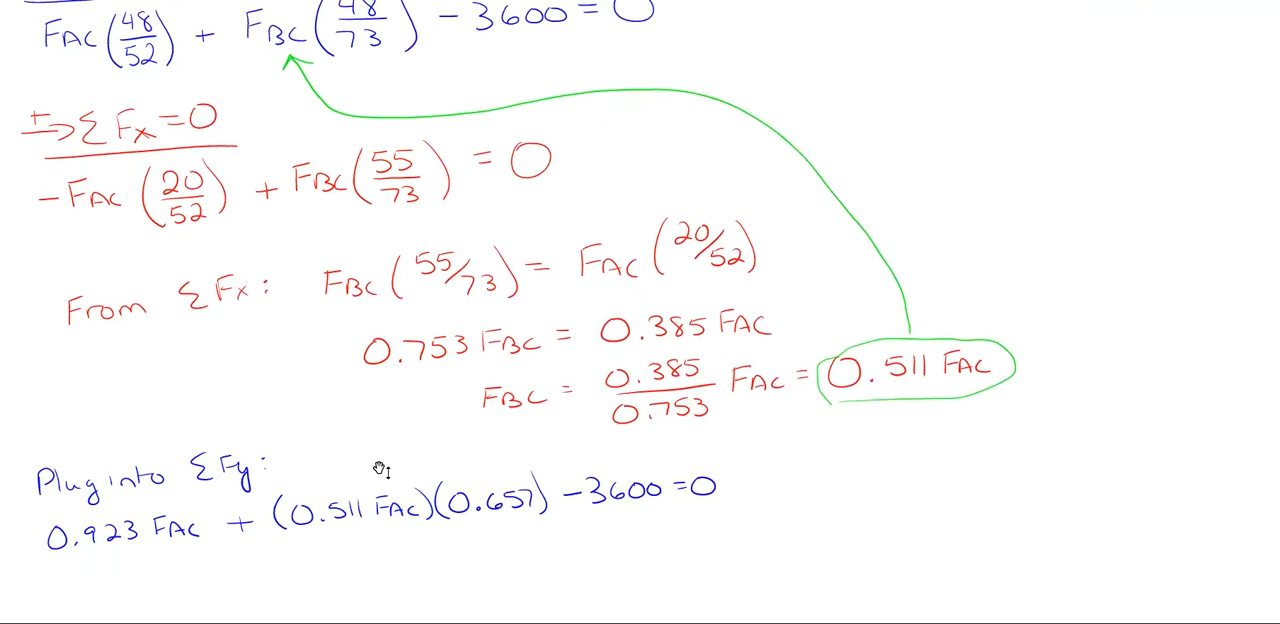 FAC(48/52) + FBC(48/73) - 3600 = 0
+→ ΣFx = 0
-FAC(20/52) + FBC(55/73) = 0
From ΣFx: FBC(55/73) = FAC(20/52)
0.753 FBC = 0.385 FAC
FBC = 0.385/0.753 FAC = 0.511 FAC
Plug into ΣFy:
0.923 FAC + (0.511 FAC)(0.657) - 3600 = 0